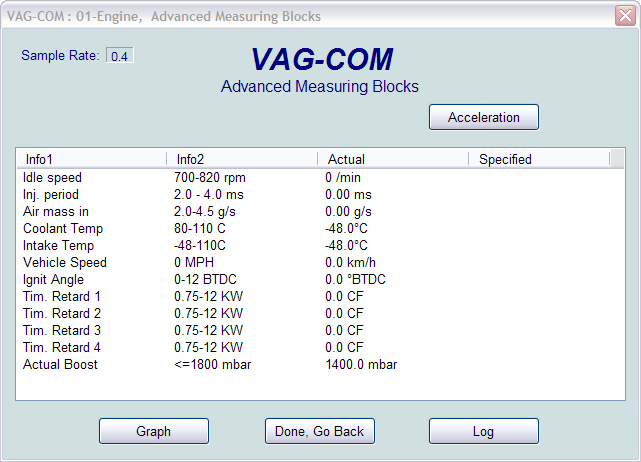 VAG-COM : 01-Engine,  Advanced Measuring Blocks
Sample Rate: 0.4
VAG-COM
Advanced Measuring Blocks
Acceleration
Info1 Info2 Actual Specified
Idle speed 700-820 rpm 0 /min
Inj. period 2.0 - 4.0 ms 0.00 ms
Air mass in 2.0-4.5 g/s 0.00 g/s
Coolant Temp 80-110 C -48.0°C
Intake Temp -48-110C -48.0°C
Vehicle Speed 0 MPH 0.0 km/h
Ignit Angle 0-12 BTDC 0.0 °BTDC
Tim. Retard 1 0.75-12 KW 0.0 CF
Tim. Retard 2 0.75-12 KW 0.0 CF
Tim. Retard 3 0.75-12 KW 0.0 CF
Tim. Retard 4 0.75-12 KW 0.0 CF
Actual Boost <=1800 mbar 1400.0 mbar
Graph Done, Go Back Log